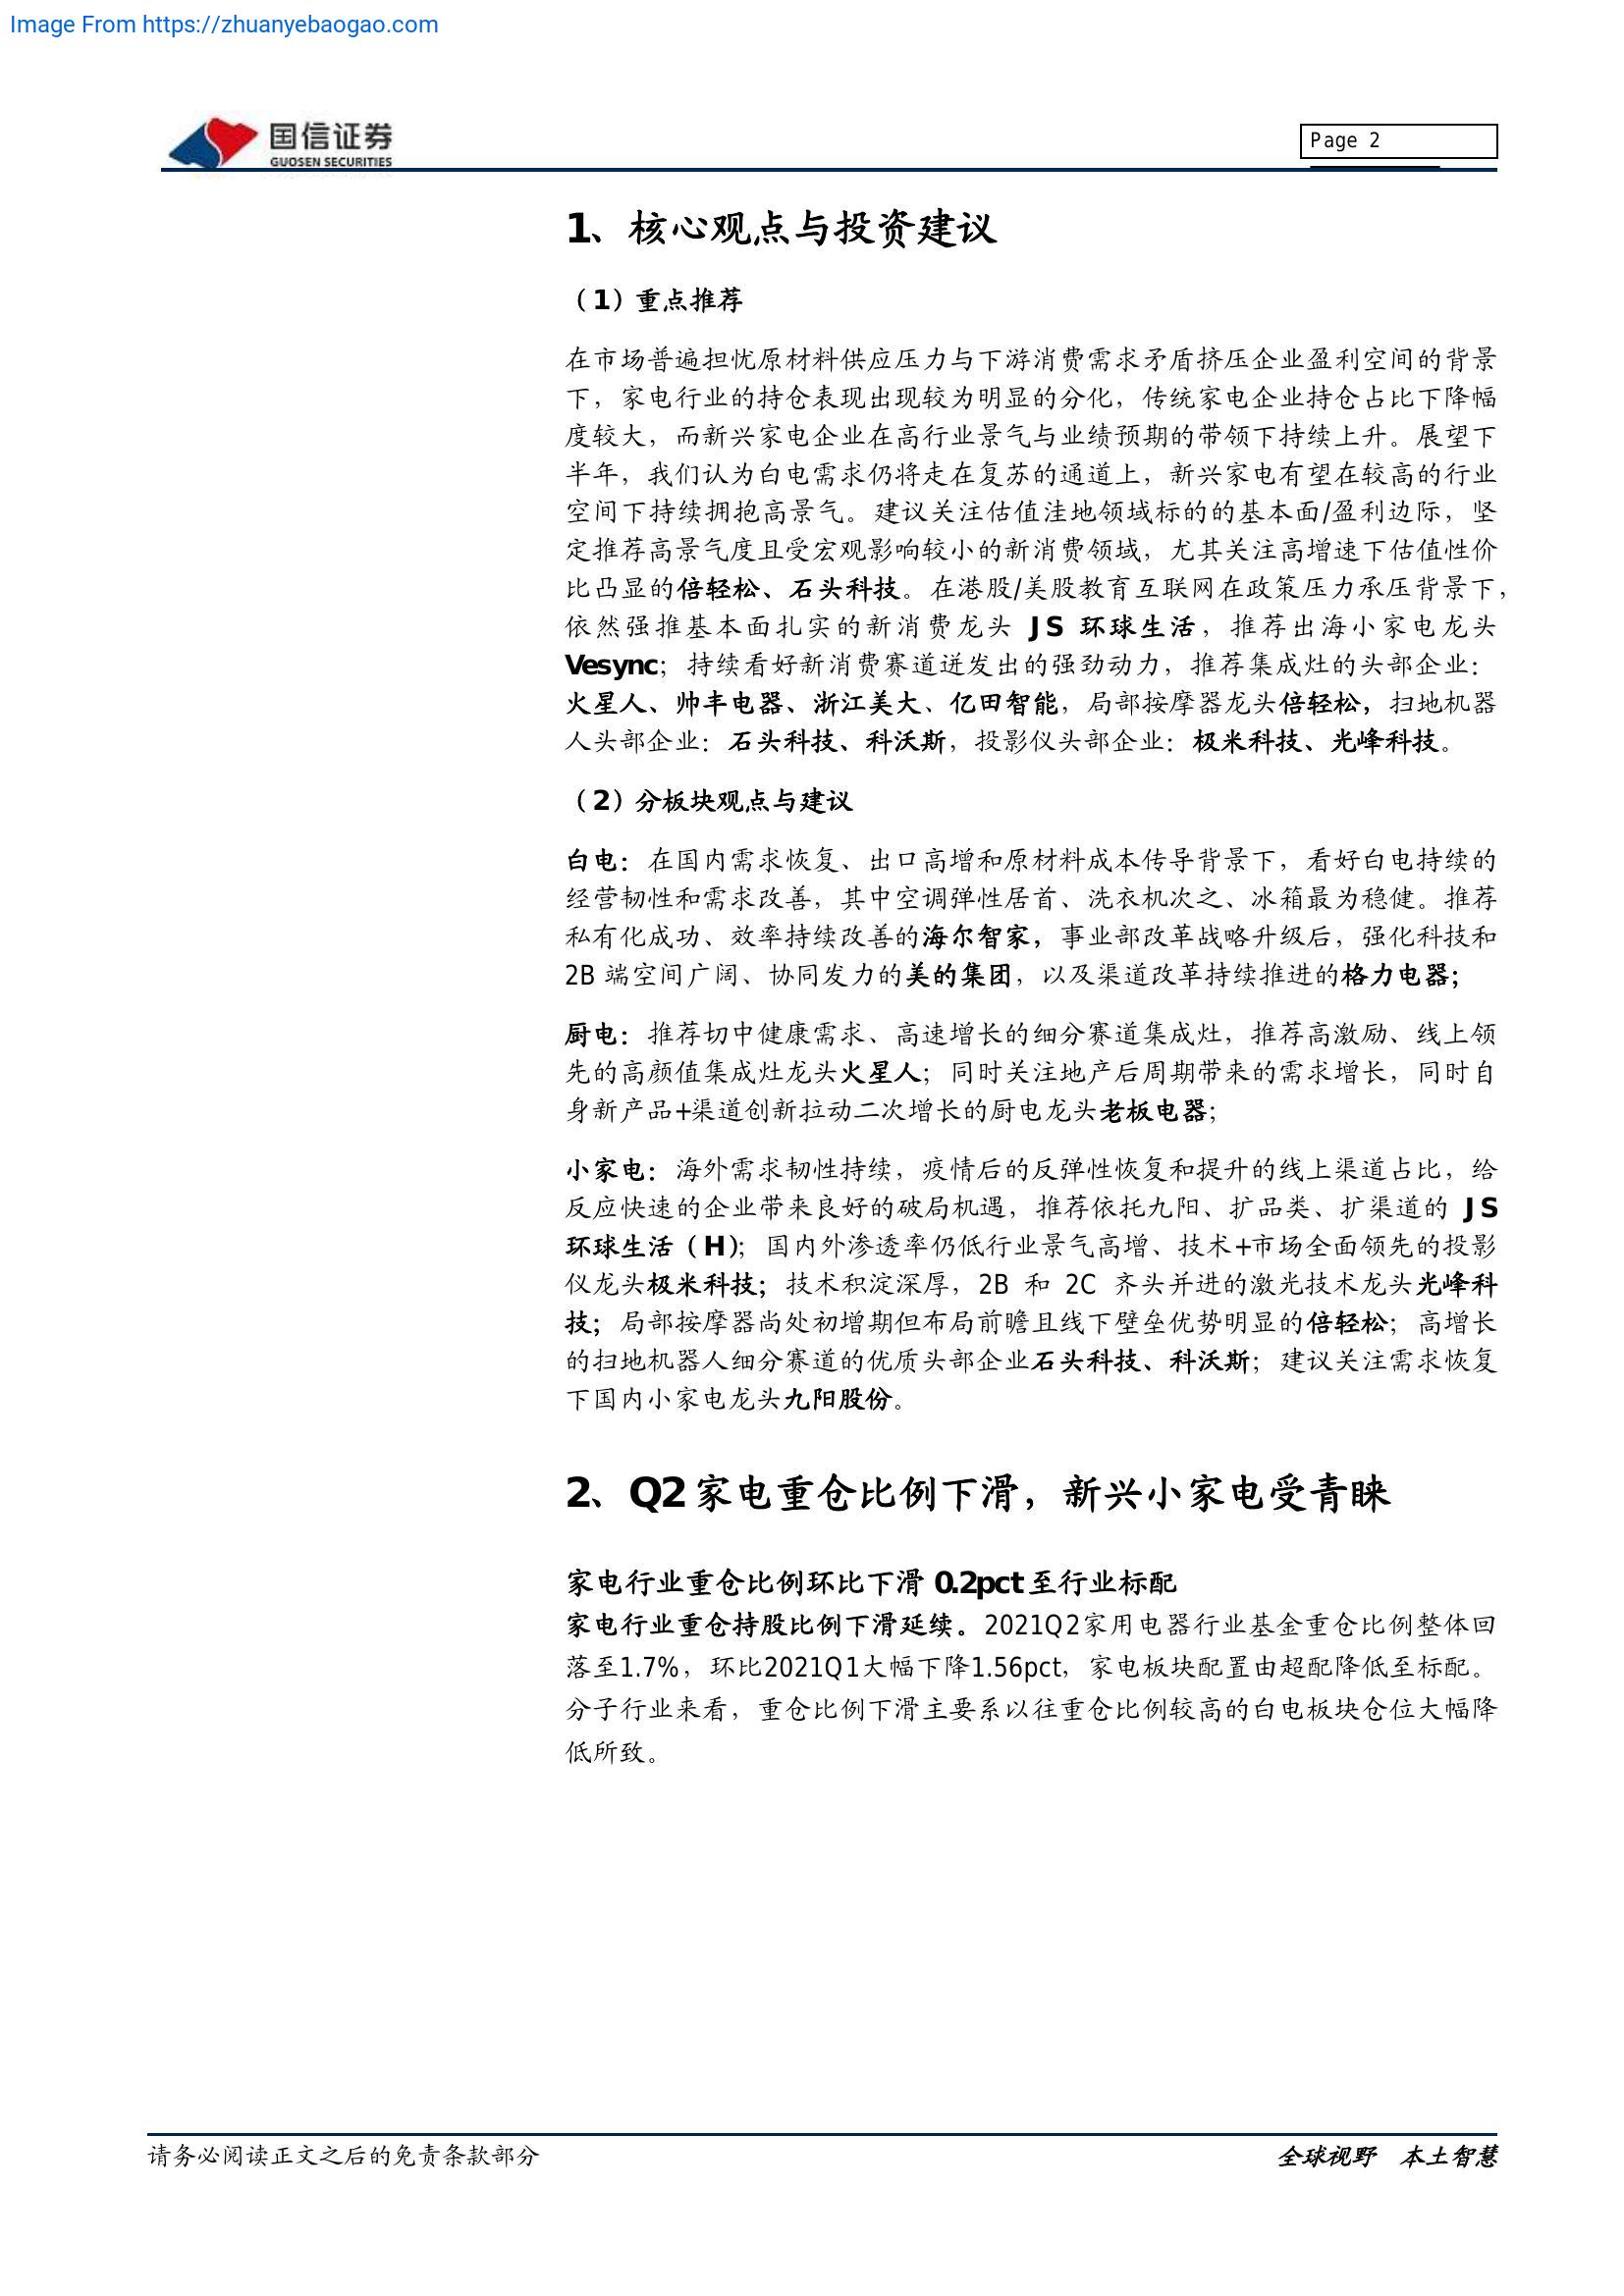 Image From https://zhuanyebaogao.com
国信证券
GUOSEN SECURITIES
Page 2
1、核心观点与投资建议
（1）重点推荐
在市场普遍担忧原材料供应压力与下游消费需求矛盾挤压企业盈利空间的背景
下，家电行业的持仓表现出现较为明显的分化，传统家电企业持仓占比下降幅
度较大，而新兴家电企业在高行业景气与业绩预期的带领下持续上升。展望下
半年，我们认为白电需求仍将走在复苏的通道上，新兴家电有望在较高的行业
空间下持续拥抱高景气。建议关注估值洼地领域标的的基本面/盈利边际，坚
定推荐高景气度且受宏观影响较小的新消费领域，尤其关注高增速下估值性价
比凸显的倍轻松、石头科技。在港股/美股教育互联网在政策压力承压背景下，
依然强推基本面扎实的新消费龙头 JS 环球生活，推荐出海小家电龙头
Vesync；持续看好新消费赛道迸发出的强劲动力，推荐集成灶的头部企业：
火星人、帅丰电器、浙江美大、亿田智能，局部按摩器龙头倍轻松，扫地机器
人头部企业：石头科技、科沃斯，投影仪头部企业：极米科技、光峰科技。
（2）分板块观点与建议
白电：在国内需求恢复、出口高增和原材料成本传导背景下，看好白电持续的
经营韧性和需求改善，其中空调弹性居首、洗衣机次之、冰箱最为稳健。推荐
私有化成功、效率持续改善的海尔智家，事业部改革战略升级后，强化科技和
2B 端空间广阔、协同发力的美的集团，以及渠道改革持续推进的格力电器；
厨电：推荐切中健康需求、高速增长的细分赛道集成灶，推荐高激励、线上领
先的高颜值集成灶龙头火星人；同时关注地产后周期带来的需求增长，同时自
身新产品+渠道创新拉动二次增长的厨电龙头老板电器；
小家电：海外需求韧性持续，疫情后的反弹性恢复和提升的线上渠道占比，给
反应快速的企业带来良好的破局机遇，推荐依托九阳、扩品类、扩渠道的 JS
环球生活（H）；国内外渗透率仍低行业景气高增、技术+市场全面领先的投影
仪龙头极米科技；技术积淀深厚，2B 和 2C 齐头并进的激光技术龙头光峰科
技；局部按摩器尚处初增期但布局前瞻且线下壁垒优势明显的倍轻松；高增长
的扫地机器人细分赛道的优质头部企业石头科技、科沃斯；建议关注需求恢复
下国内小家电龙头九阳股份。
2、Q2 家电重仓比例下滑，新兴小家电受青睐
家电行业重仓比例环比下滑 0.2pct 至行业标配
家电行业重仓持股比例下滑延续。2021Q2家用电器行业基金重仓比例整体回
落至1.7%，环比2021Q1大幅下降1.56pct，家电板块配置由超配降低至标配。
分子行业来看，重仓比例下滑主要系以往重仓比例较高的白电板块仓位大幅降
低所致。
请务必阅读正文之后的免责条款部分
全球视野 本土智慧